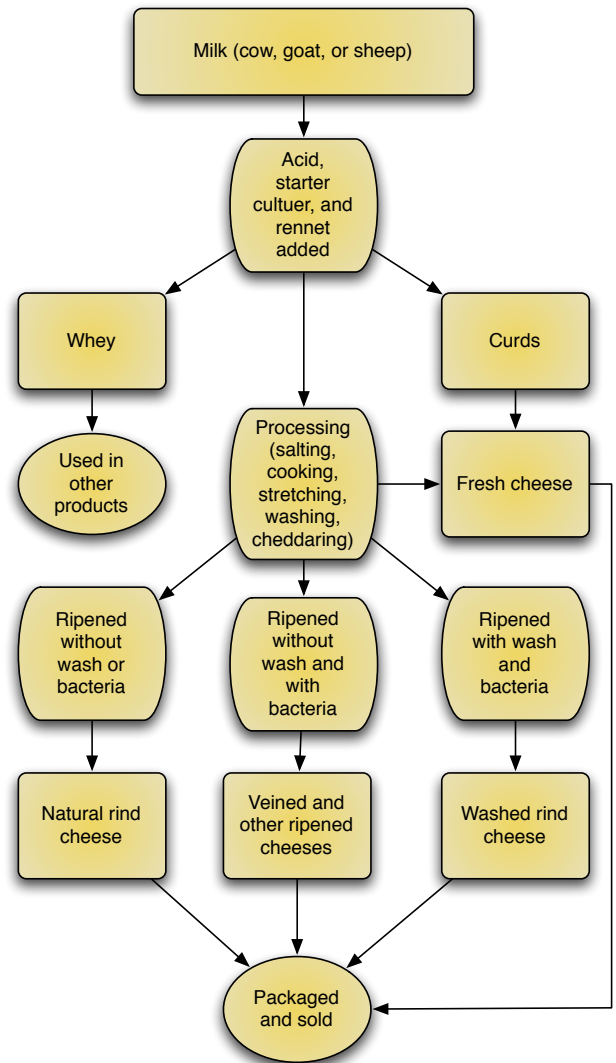 Milk (cow, goat, or sheep)
Acid,
starter
cultuer, and
rennet
added
Whey
Curds
Used in
other
products
Processing
(salting,
cooking,
stretching,
washing,
cheddaring)
Fresh cheese
Ripened
without
wash or
bacteria
Ripened
without
wash and
with
bacteria
Ripened
with wash
and
bacteria
Natural rind
cheese
Veined and
other ripened
cheeses
Washed rind
cheese
Packaged
and sold